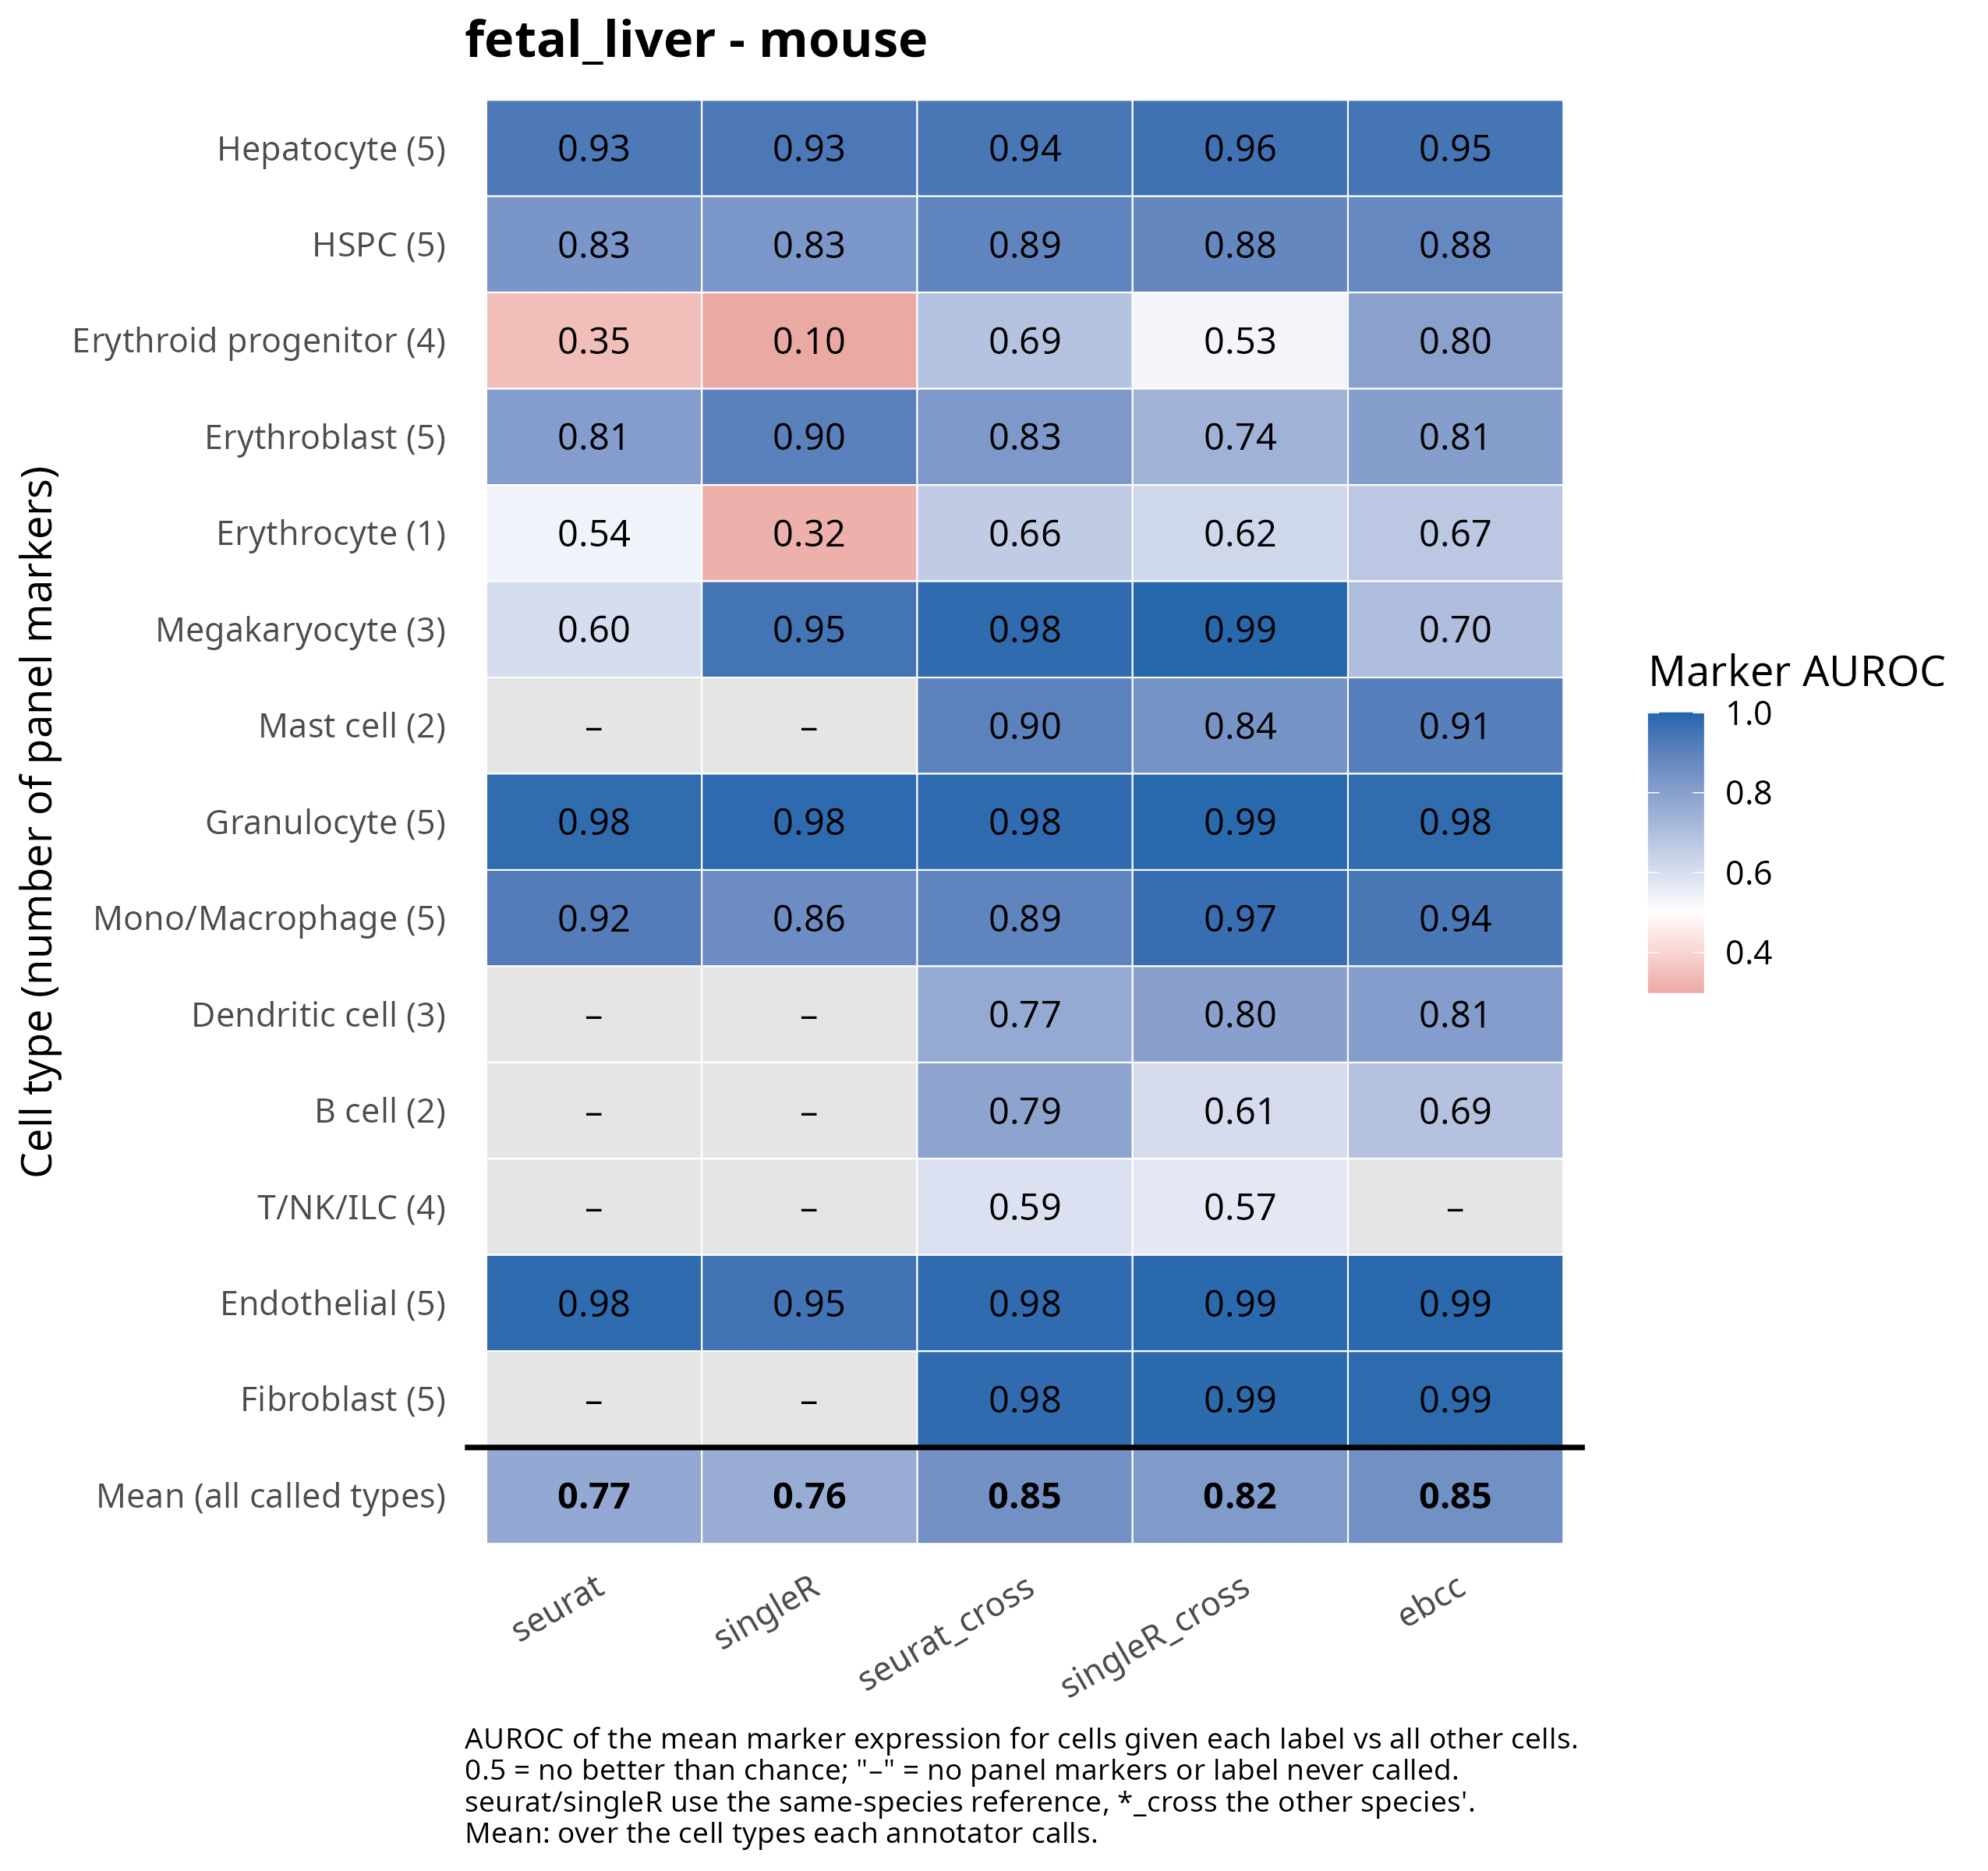 fetal_liver - mouse
Cell type (number of panel markers)
Hepatocyte (5) 0.93 0.93 0.94 0.96 0.95
HSPC (5) 0.83 0.83 0.89 0.88 0.88
Erythroid progenitor (4) 0.35 0.10 0.69 0.53 0.80
Erythroblast (5) 0.81 0.90 0.83 0.74 0.81
Erythrocyte (1) 0.54 0.32 0.66 0.62 0.67
Megakaryocyte (3) 0.60 0.95 0.98 0.99 0.70
Mast cell (2) – – 0.90 0.84 0.91
Granulocyte (5) 0.98 0.98 0.98 0.99 0.98
Mono/Macrophage (5) 0.92 0.86 0.89 0.97 0.94
Dendritic cell (3) – – 0.77 0.80 0.81
B cell (2) – – 0.79 0.61 0.69
T/NK/ILC (4) – – 0.59 0.57 –
Endothelial (5) 0.98 0.95 0.98 0.99 0.99
Fibroblast (5) – – 0.98 0.99 0.99
Mean (all called types) 0.77 0.76 0.85 0.82 0.85
seurat singleR seurat_cross singleR_cross ebcc
Marker AUROC
1.0
0.8
0.6
0.4
AUROC of the mean marker expression for cells given each label vs all other cells.
0.5 = no better than chance; "–" = no panel markers or label never called.
seurat/singleR use the same-species reference, *_cross the other species'.
Mean: over the cell types each annotator calls.